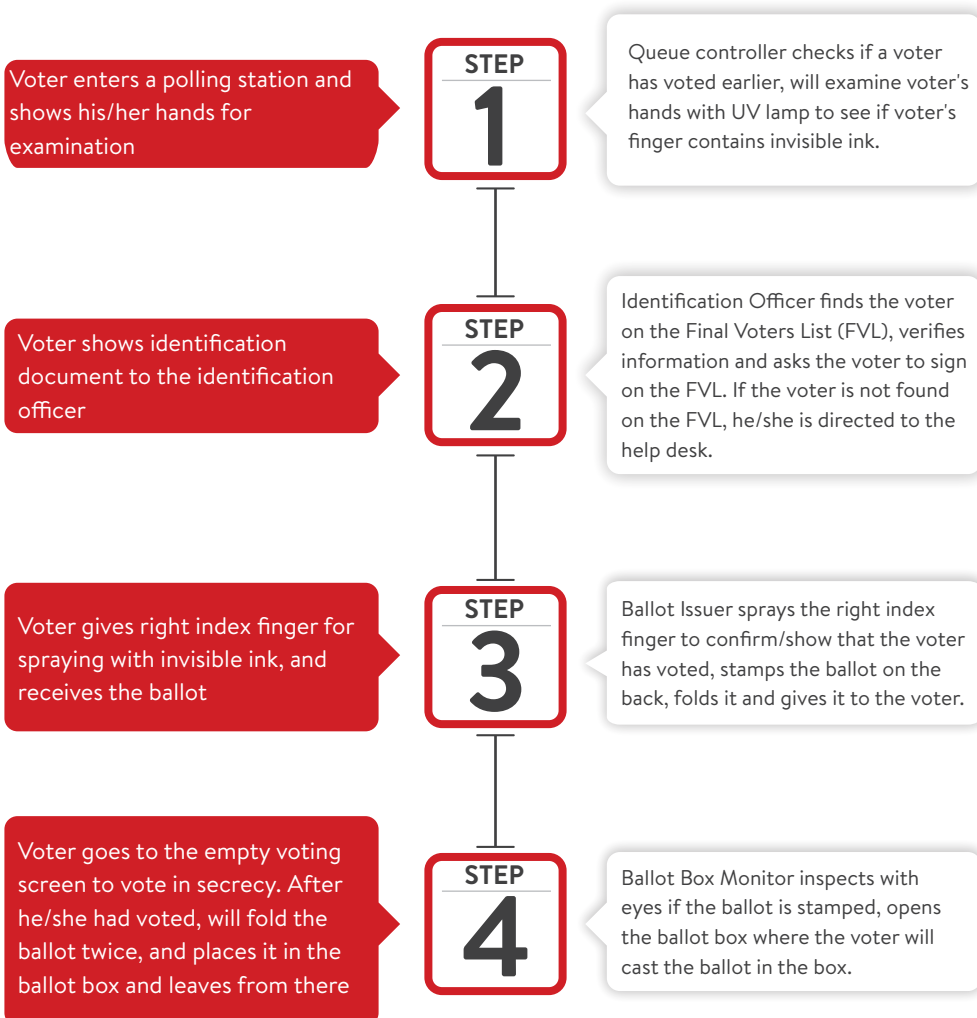 Voter enters a polling station and
shows his/her hands for
examination
STEP
1
Queue controller checks if a voter
has voted earlier, will examine voter's
hands with UV lamp to see if voter's
finger contains invisible ink.
Voter shows identification
document to the identification
officer
STEP
2
Identification Officer finds the voter
on the Final Voters List (FVL), verifies
information and asks the voter to sign
on the FVL. If the voter is not found
on the FVL, he/she is directed to the
help desk.
Voter gives right index finger for
spraying with invisible ink, and
receives the ballot
STEP
3
Ballot Issuer sprays the right index
finger to confirm/show that the voter
has voted, stamps the ballot on the
back, folds it and gives it to the voter.
Voter goes to the empty voting
screen to vote in secrecy. After
he/she had voted, will fold the
ballot twice, and places it in the
ballot box and leaves from there
STEP
4
Ballot Box Monitor inspects with
eyes if the ballot is stamped, opens
the ballot box where the voter will
cast the ballot in the box.